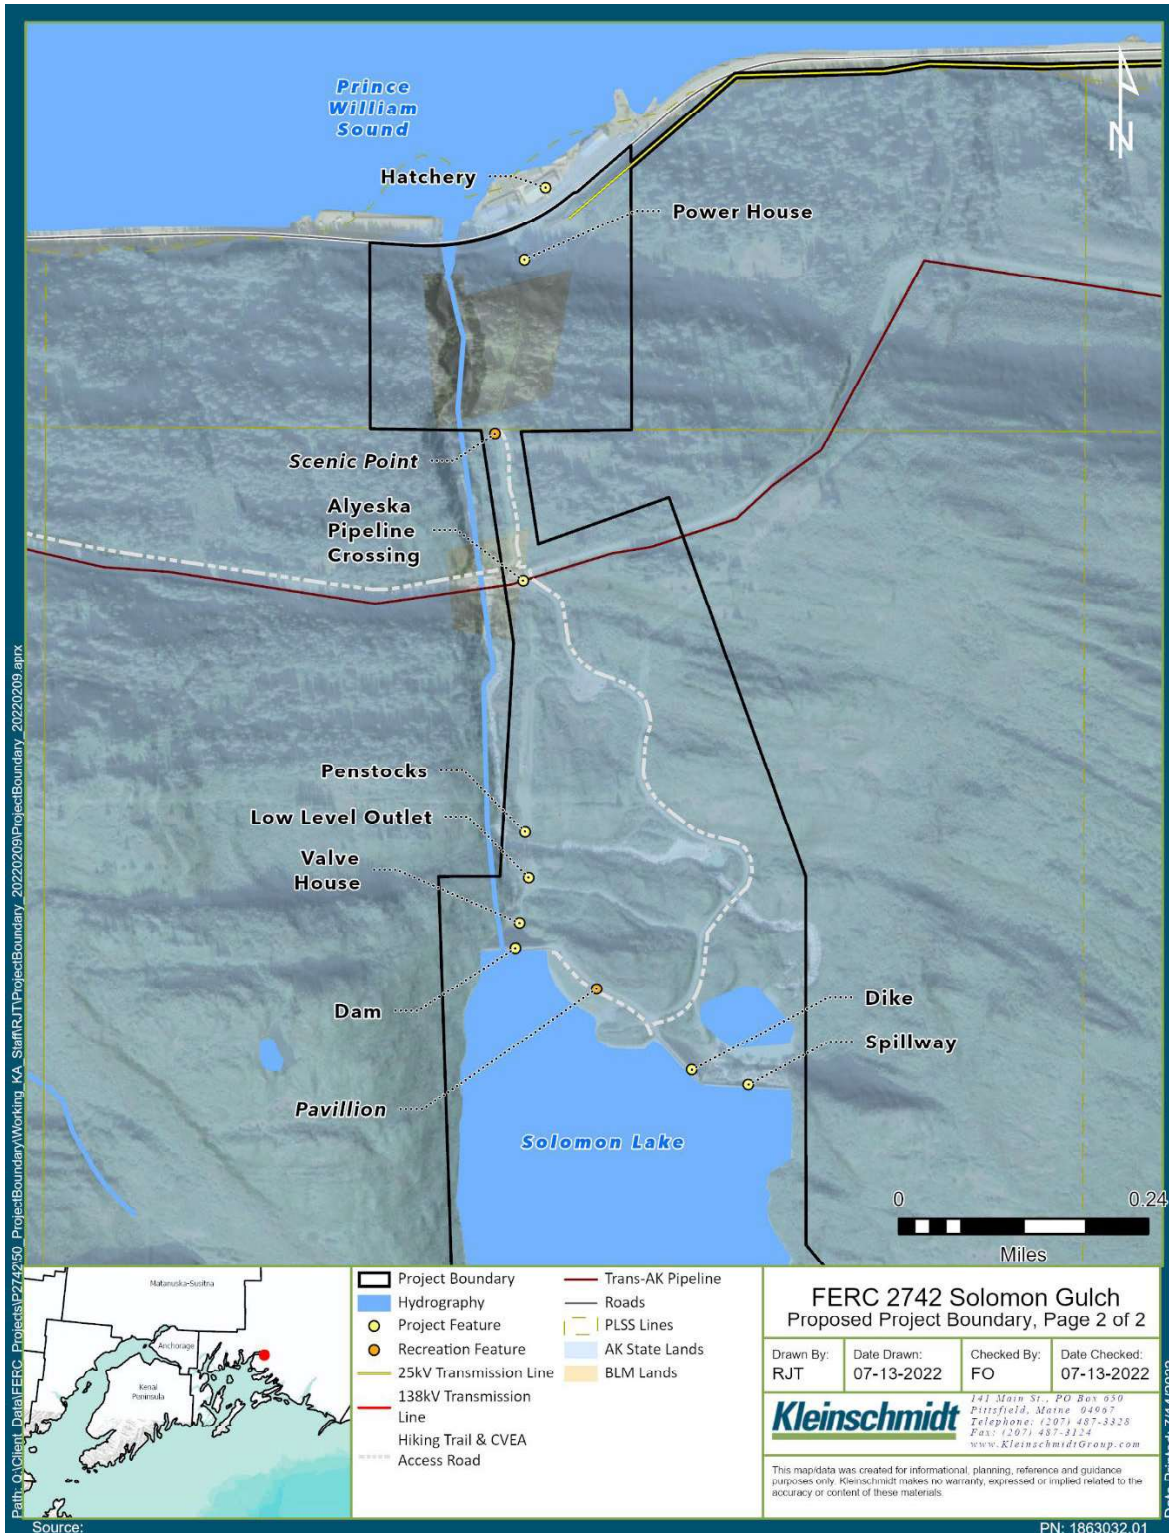 Prince
William
Sound
N
Hatchery
Power House
Scenic Point
Alyeska
Pipeline
Crossing
Penstocks
Low Level Outlet
Valve
House
Dam
Dike
Spillway
Pavillion
Solomon Lake
0 0.24
Miles
Matanuska-Susitna
Anchorage
Kenai
Peninsula
Project Boundary
Hydrography
Project Feature
Recreation Feature
25kV Transmission Line
138kV Transmission
Line
Hiking Trail & CVEA
Access Road
Trans-AK Pipeline
Roads
PLSS Lines
AK State Lands
BLM Lands
FERC 2742 Solomon Gulch
Proposed Project Boundary, Page 2 of 2
Drawn By: Date Drawn: Checked By: Date Checked:
RJT 07-13-2022 FO 07-13-2022
Kleinschmidt
141 Main St., PO Box 650
Pittsfield, Maine 04967
Telephone: (207) 487-3328
Fax: (207) 487-3124
www.KleinschmidtGroup.com
This map/data was created for informational, planning, reference and guidance
purposes only. Kleinschmidt makes no warranty, expressed or implied related to the
accuracy or content of these materials.
Source:
PN: 1863032.01